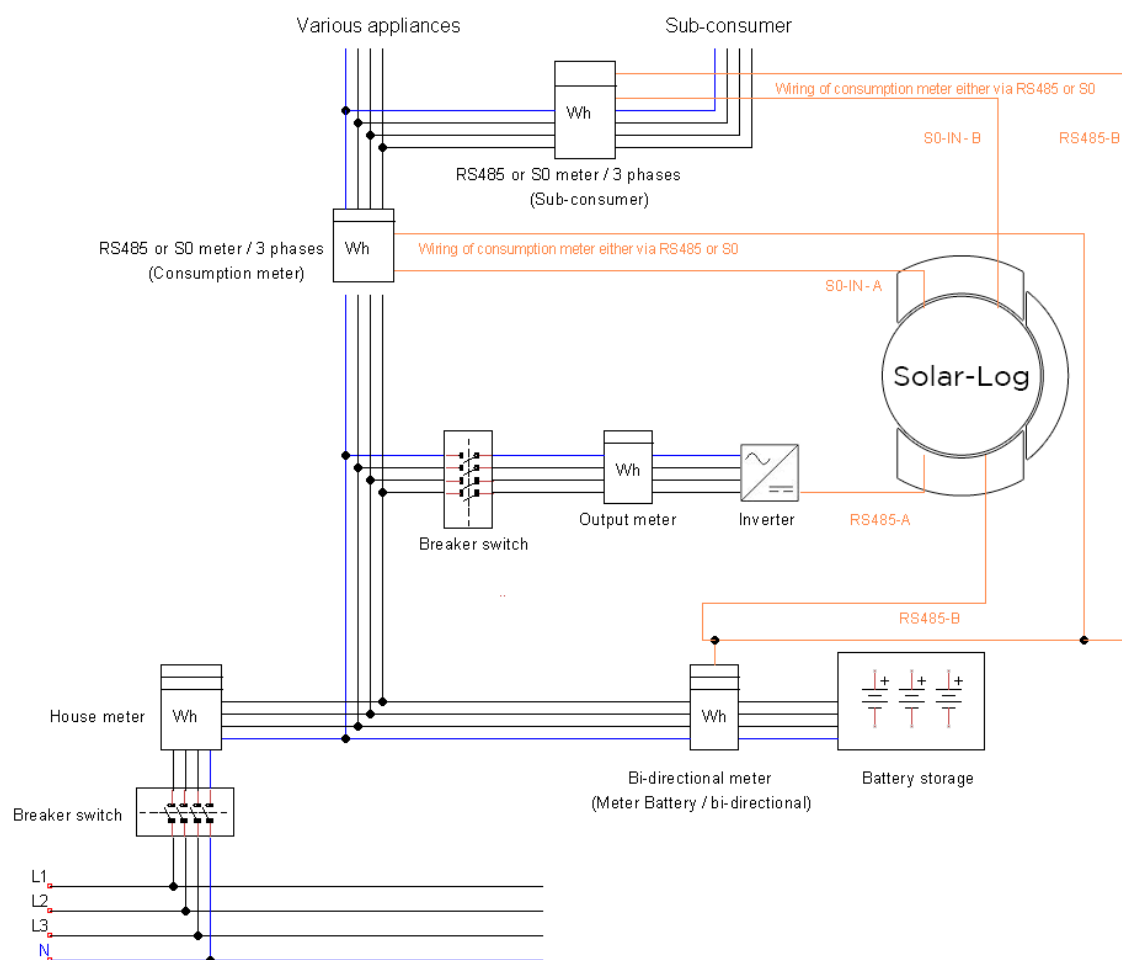 Various appliances
Sub-consumer
Wiring of consumption meter either via RS485 or S0
Wh
S0-IN-B
RS485-B
RS485 or S0 meter / 3 phases
(Sub-consumer)
RS485 or S0 meter / 3 phases
(Consumption meter)
Wh
Wiring of consumption meter either via RS485 or S0
S0-IN-A
Solar-Log
Wh
Output meter
Inverter
RS485-A
Breaker switch
RS485-B
House meter
Wh
Wh
+
+
+
Bi-directional meter
(Meter Battery / bi-directional)
Battery storage
Breaker switch
L1
L2
L3
N